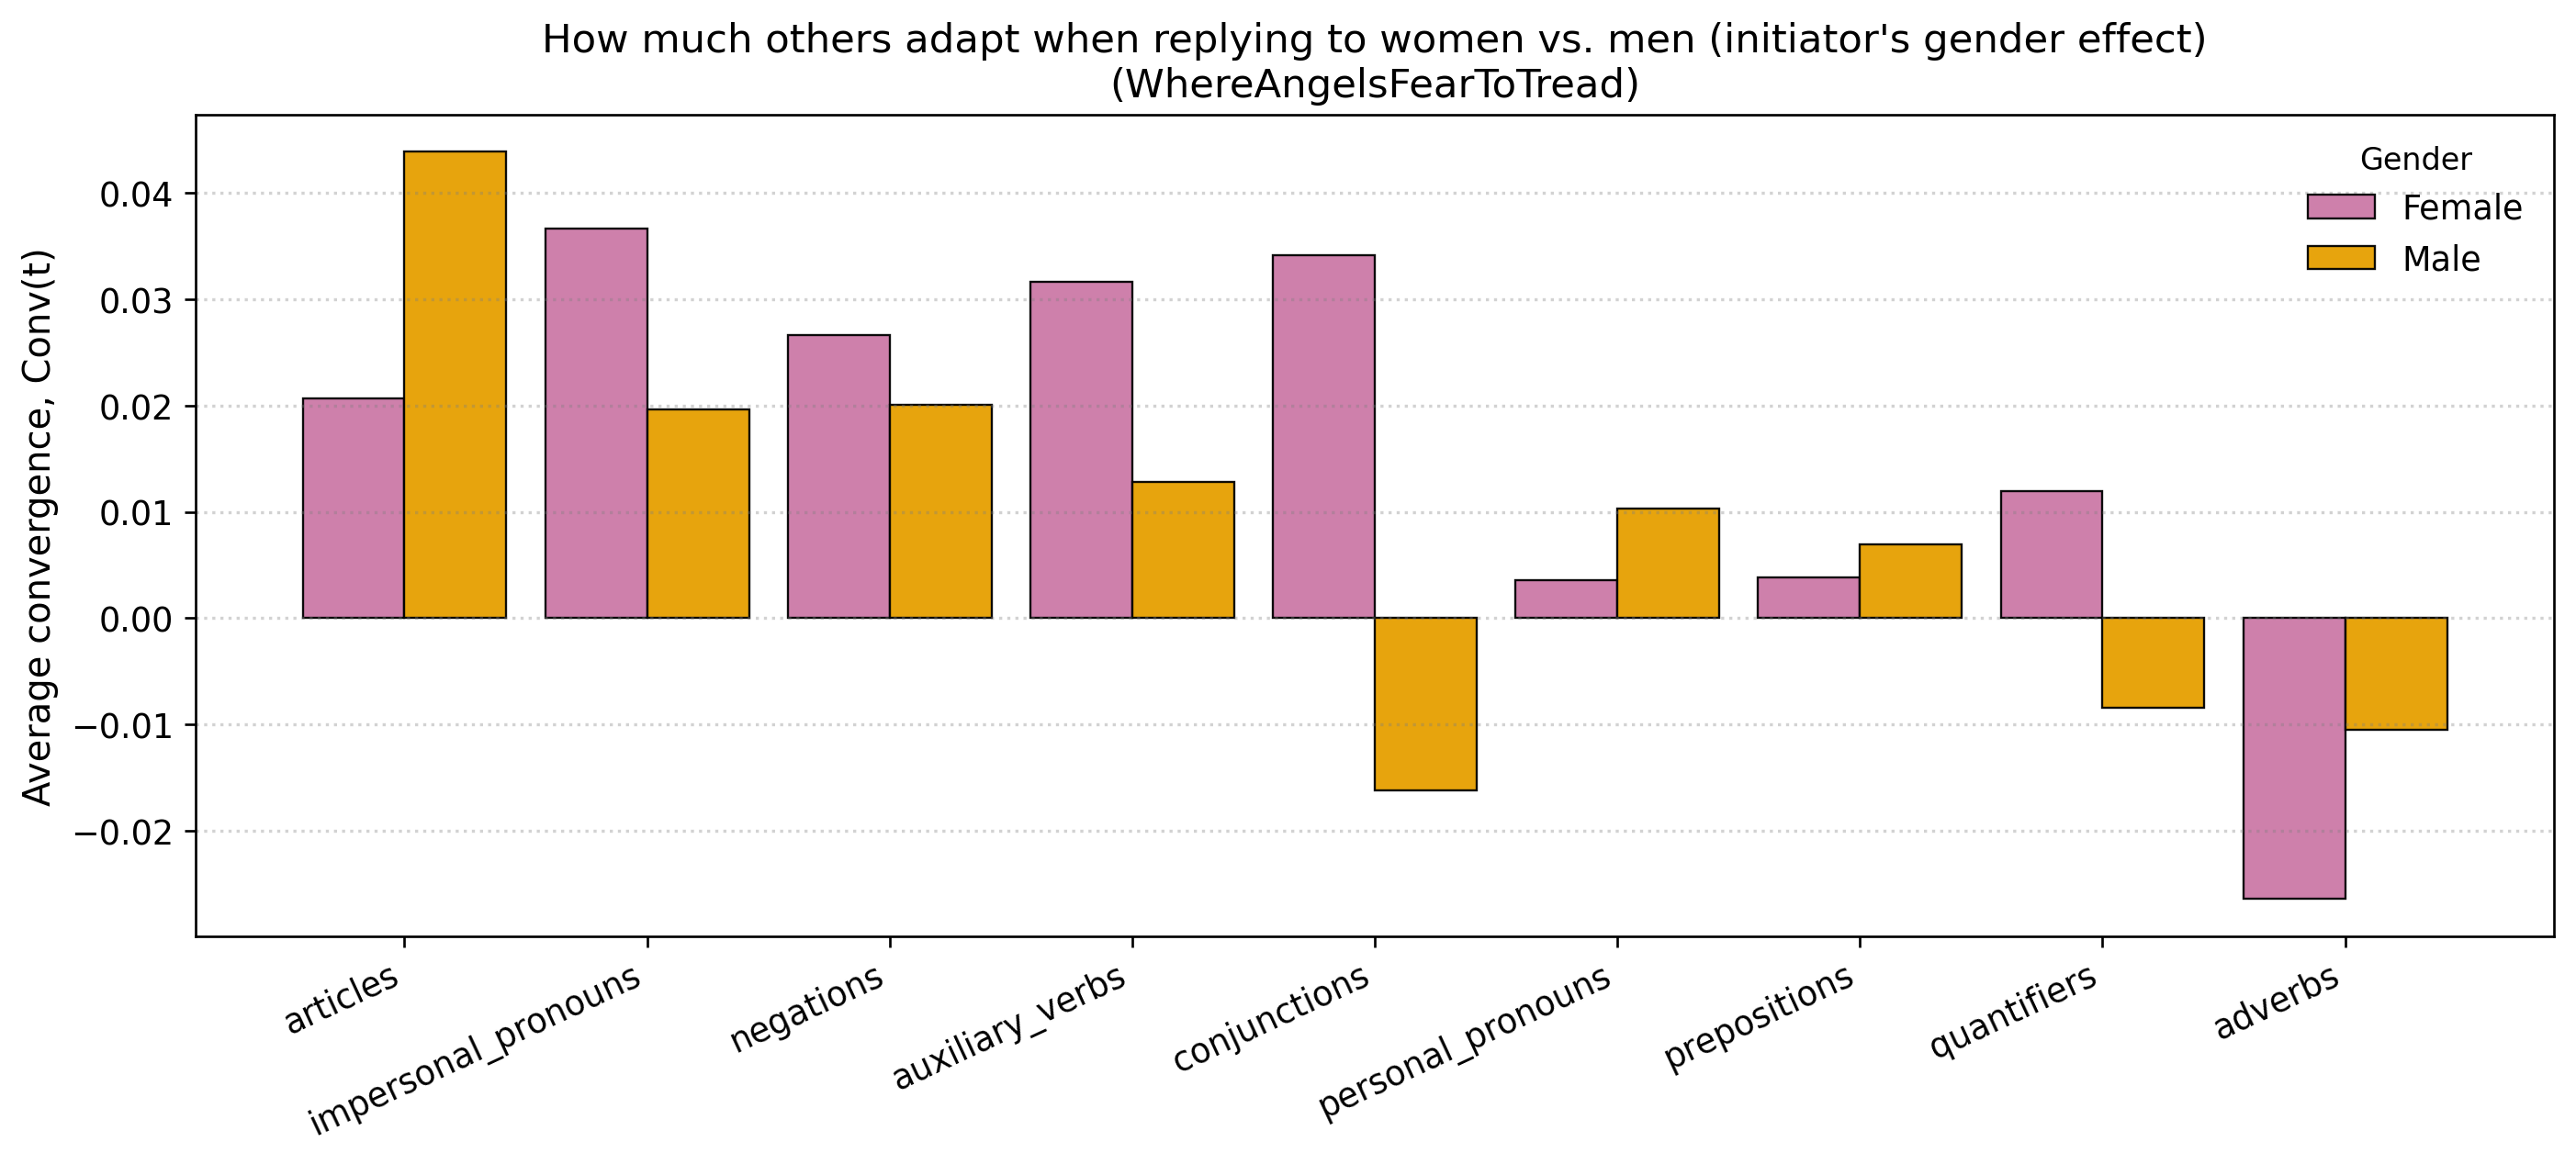 How much others adapt when replying to women vs. men (initiator's gender effect)
(WhereAngelsFearToTread)
Average convergence, Conv(t)
0.04
0.03
0.02
0.01
0.00
−0.01
−0.02
Gender
Female
Male
articles
impersonal_pronouns
negations
auxiliary_verbs
conjunctions
personal_pronouns
prepositions
quantifiers
adverbs